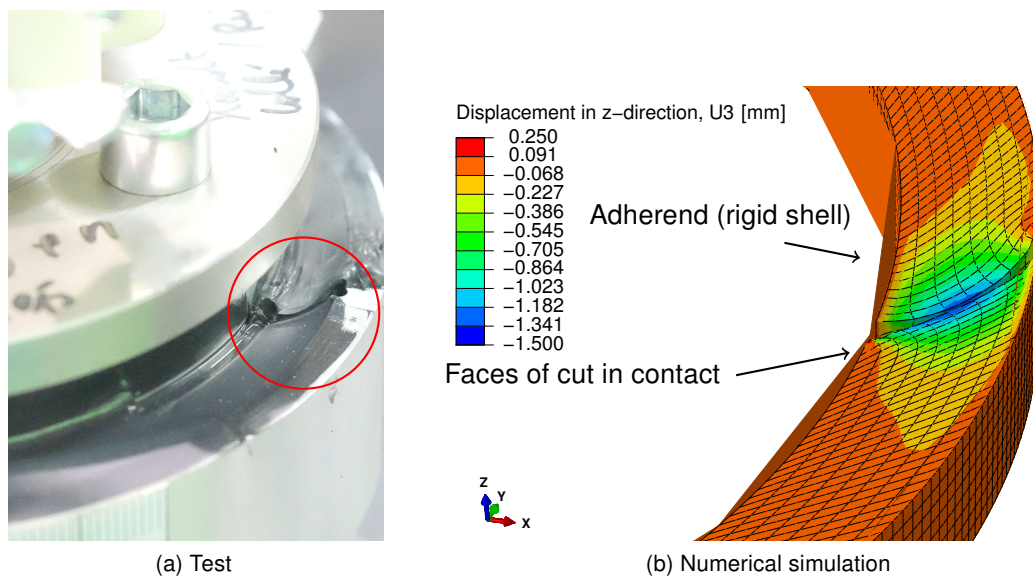 Displacement in z−direction, U3 [mm]
0.250
0.091
−0.068
−0.227
−0.386
−0.545
−0.705
−0.864
−1.023
−1.182
−1.341
−1.500
Adherend (rigid shell)
Faces of cut in contact
Z
Y
X
(a) Test
(b) Numerical simulation